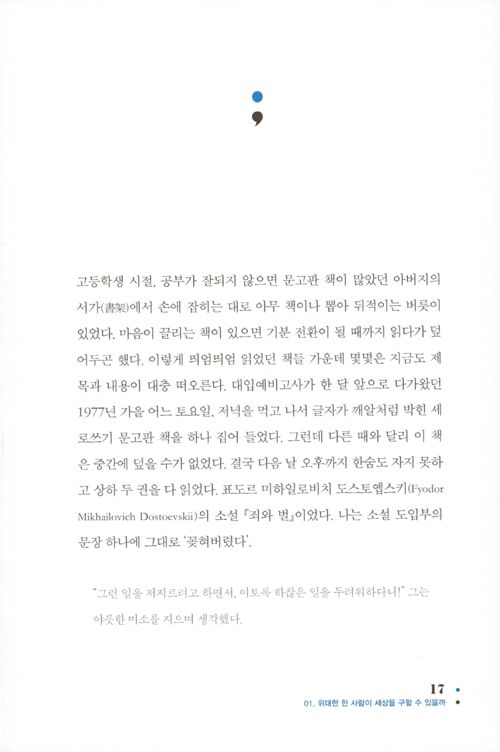 ;
고등학생 시절, 공부가 잘되지 않으면 문고판 책이 많았던 아버지의
서가(書架)에서 손에 잡히는 대로 아무 책이나 뽑아 뒤적이는 버릇이
있었다. 마음이 끌리는 책이 있으면 기분 전환이 될 때까지 읽다가 덮
어두곤 했다. 이렇게 띄엄띄엄 읽었던 책들 가운데 몇몇은 지금도 제
목과 내용이 대충 떠오른다. 대입예비고사가 한 달 앞으로 다가왔던
1977년 가을 어느 토요일, 저녁을 먹고 나서 글자가 깨알처럼 박힌 세
로쓰기 문고판 책을 하나 집어 들었다. 그런데 다른 때와 달리 이 책
은 중간에 덮을 수가 없었다. 결국 다음 날 오후까지 한숨도 자지 못하
고 상하 두 권을 다 읽었다. 표도르 미하일로비치 도스토옙스키(Fyodor
Mikhailovich Dostoevskii)의 소설 『죄와 벌』이었다. 나는 소설 도입부의
문장 하나에 그대로 ‘꽂혀버렸다’.
“그런 일을 저지르려고 하면서, 이토록 하찮은 일을 두려워하다니!” 그는
야릇한 미소를 지으며 생각했다.
17
01. 위대한 한 사람이 세상을 구할 수 있을까